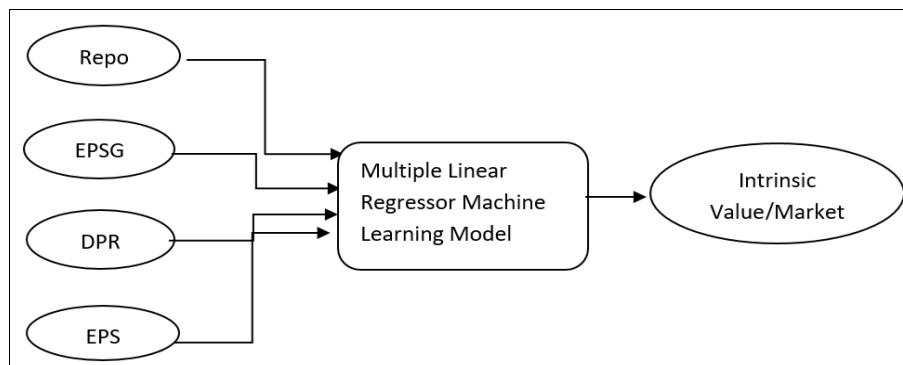 Repo
EPSG
DPR
EPS
Multiple Linear
Regressor Machine
Learning Model
Intrinsic
Value/Market